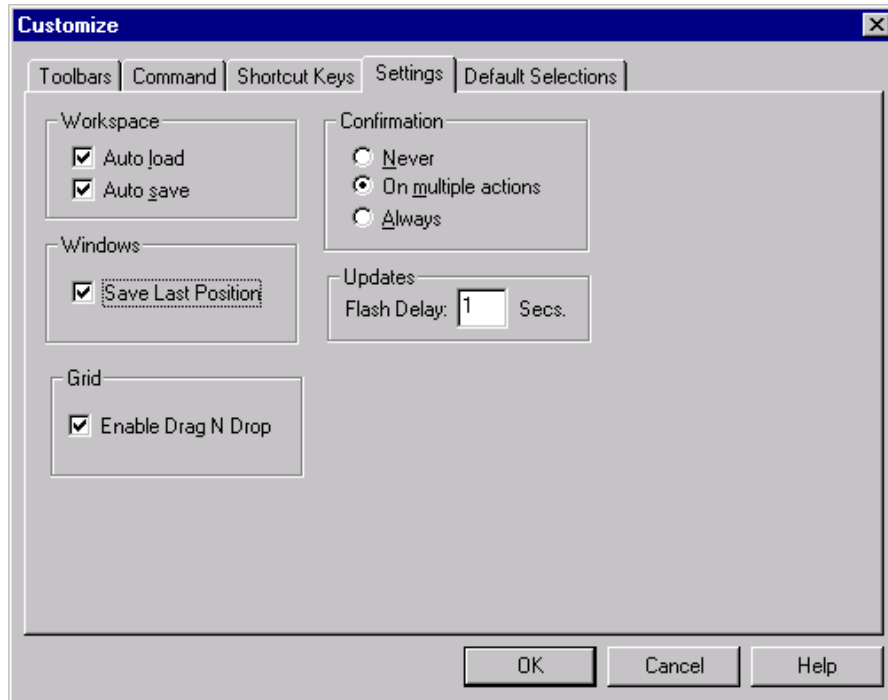 Customize
Toolbars Command Shortcut Keys Settings Default Selections
Workspace
Auto load
Auto save
Confirmation
Never
On multiple actions
Always
Windows
Save Last Position
Updates
Flash Delay: 1 Secs.
Grid
Enable Drag N Drop
OK Cancel Help